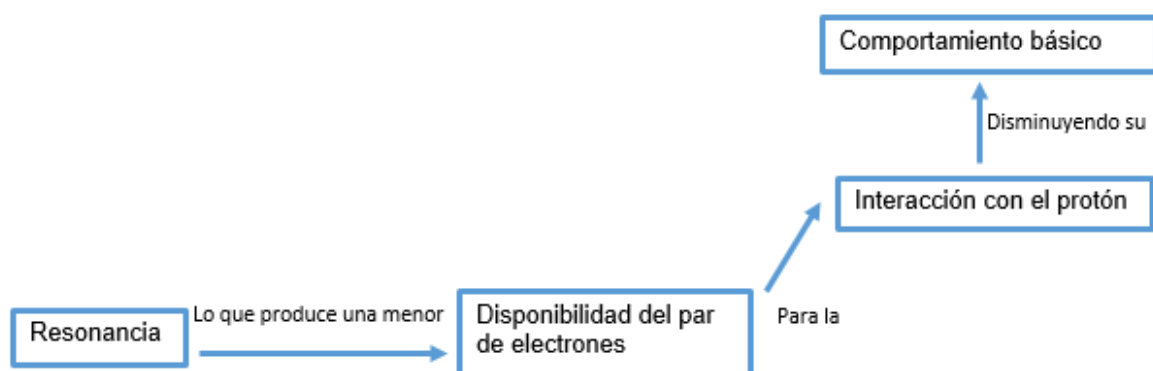 Comportamiento básico
Disminuyendo su
Interacción con el protón
Lo que produce una menor
Resonancia
Disponibilidad del par
de electrones
Para la